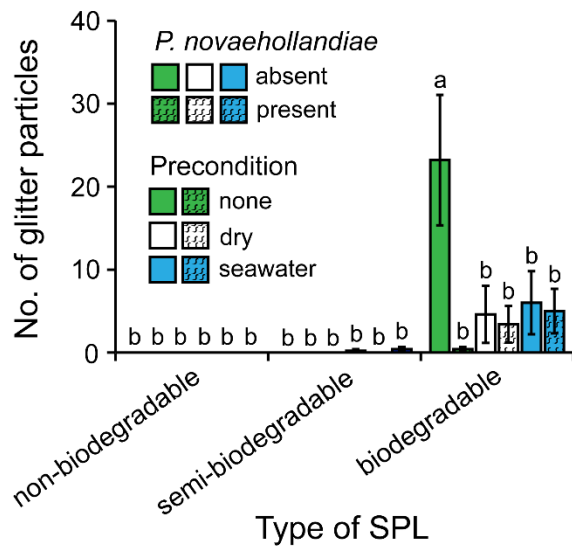 No. of glitter particles
40
30
20
10
0
P. novaehollandiae
absent
present
Precondition
none
dry
seawater
b b b b b b
b b b b b b
a b b b b b
non-biodegradable
semi-biodegradable
biodegradable
Type of SPL